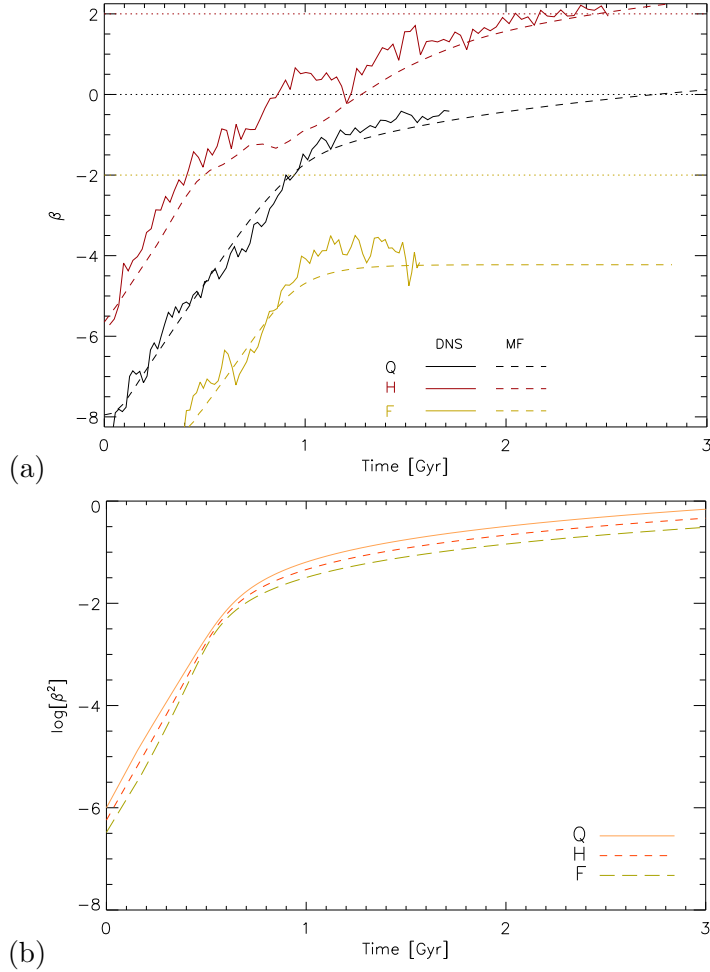 2
0
−2
−4
−6
−8
β
0 1 2 3
Time [Gyr]
DNS MF
Q
H
F
(a)
0
−2
−4
−6
−8
log[β²]
0 1 2 3
Time [Gyr]
Q
H
F
(b)